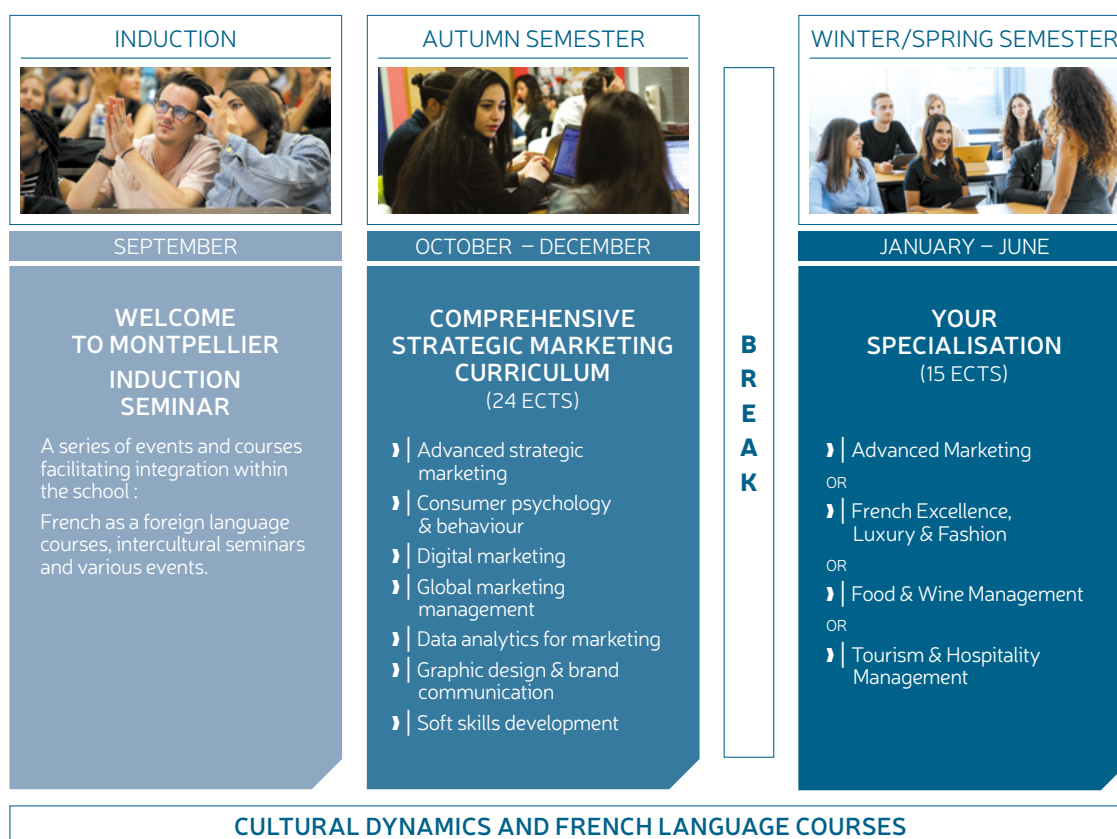 INDUCTION
SEPTEMBER
WELCOME
TO MONTPELLIER
INDUCTION
SEMINAR
A series of events and courses
facilitating integration within
the school :
French as a foreign language
courses, intercultural seminars
and various events.
AUTUMN SEMESTER
OCTOBER – DECEMBER
COMPREHENSIVE
STRATEGIC MARKETING
CURRICULUM
(24 ECTS)
Advanced strategic
marketing
Consumer psychology
& behaviour
Digital marketing
Global marketing
management
Data analytics for marketing
Graphic design & brand
communication
Soft skills development
BREAK
WINTER/SPRING SEMESTER
JANUARY – JUNE
YOUR
SPECIALISATION
(15 ECTS)
Advanced Marketing
OR
French Excellence,
Luxury & Fashion
OR
Food & Wine Management
OR
Tourism & Hospitality
Management
CULTURAL DYNAMICS AND FRENCH LANGUAGE COURSES